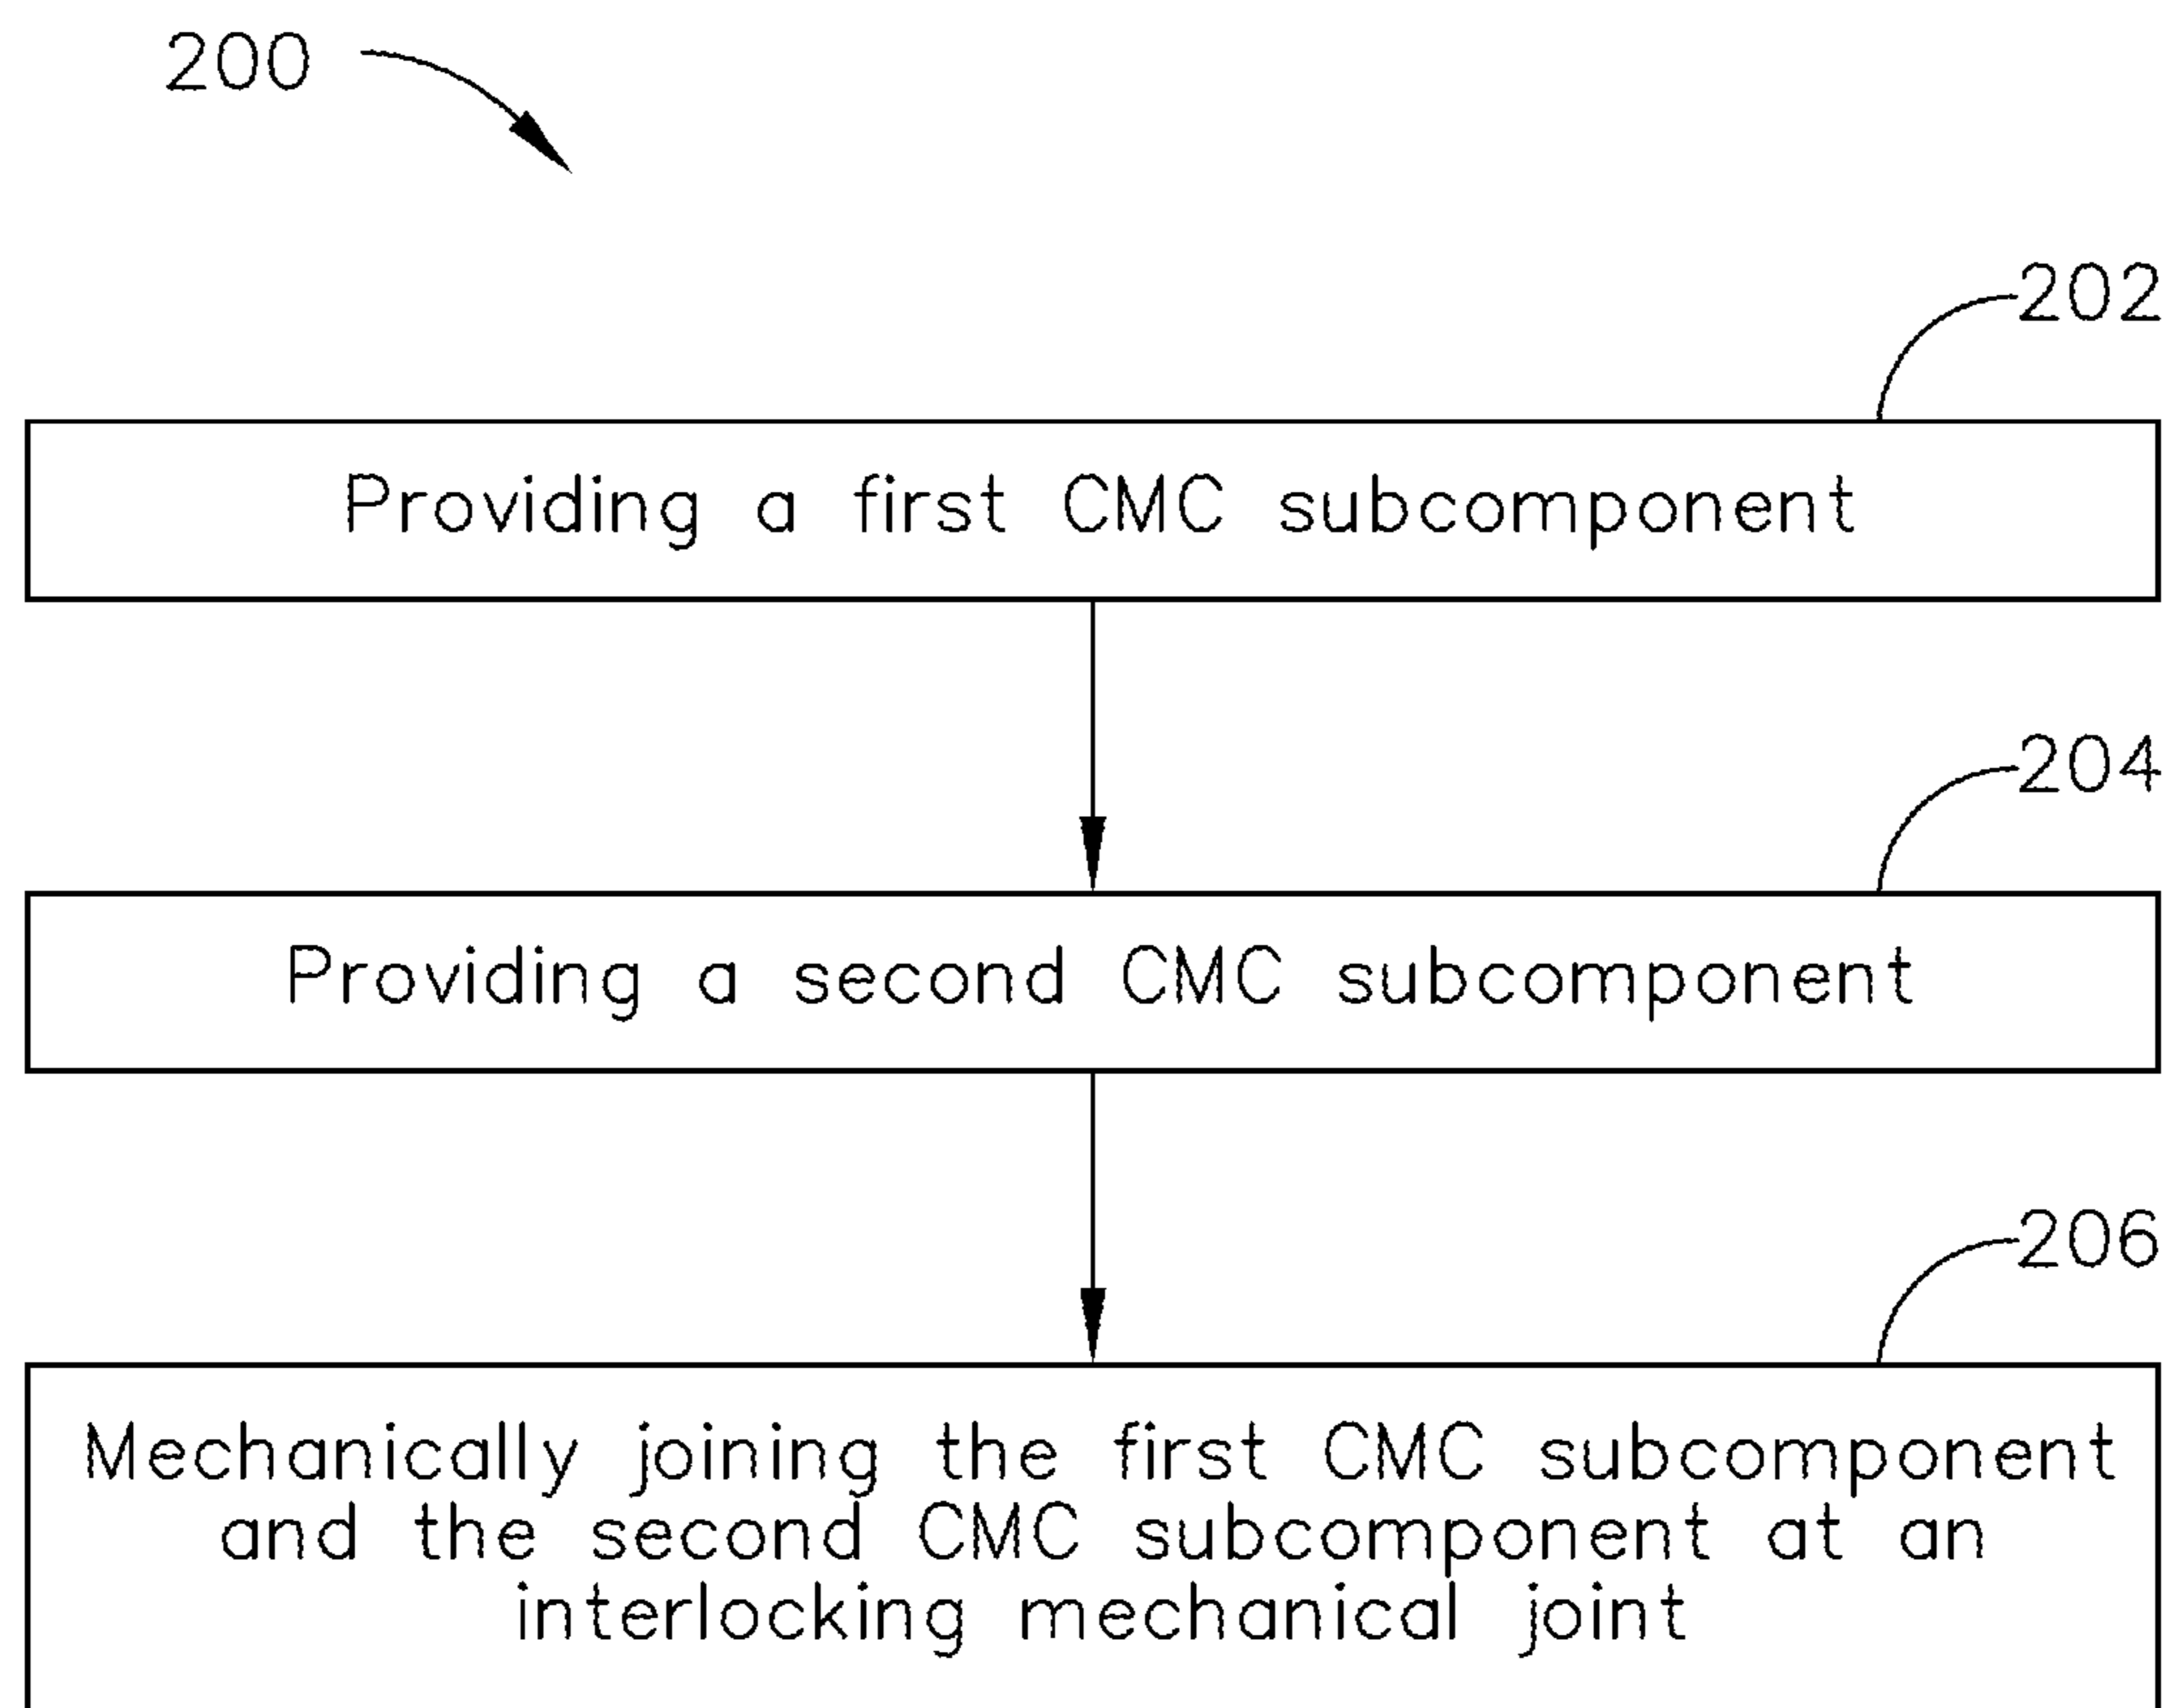 200
202
Providing a first CMC subcomponent
204
Providing a second CMC subcomponent
206
Mechanically joining the first CMC subcomponent
and the second CMC subcomponent at an
interlocking mechanical joint